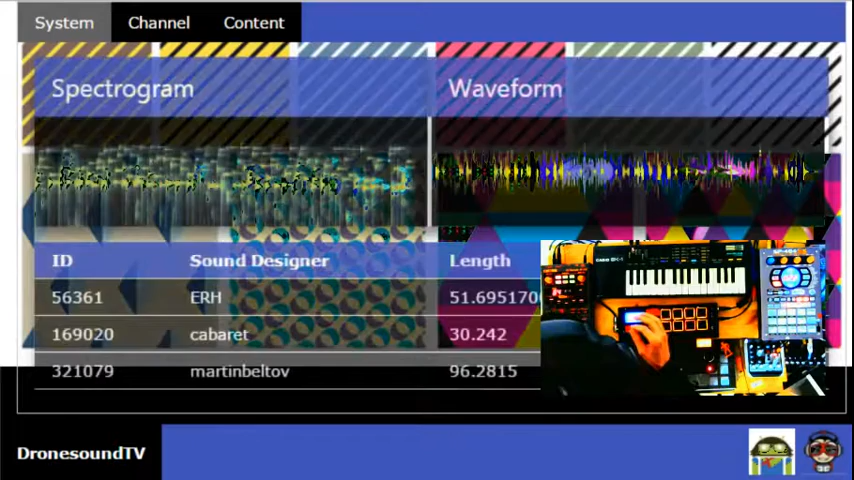 System Channel Content
Spectrogram Waveform
ID Sound Designer Length
56361 ERH 51.695170
169020 cabaret 30.242
321079 martinbeltov 96.2815
DronesoundTV